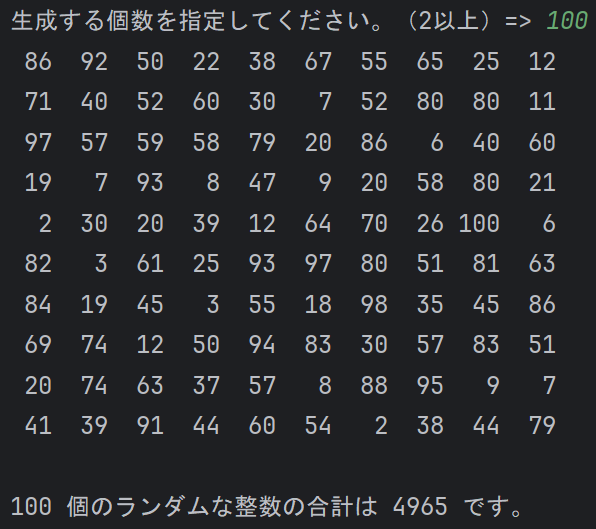 生成する個数を指定してください。（2以上）=> 100
86 92 50 22 38 67 55 65 25 12
71 40 52 60 30 7 52 80 80 11
97 57 59 58 79 20 86 6 40 60
19 7 93 8 47 9 20 58 80 21
2 30 20 39 12 64 70 26 100 6
82 3 61 25 93 97 80 51 81 63
84 19 45 3 55 18 98 35 45 86
69 74 12 50 94 83 30 57 83 51
20 74 63 37 57 8 88 95 9 7
41 39 91 44 60 54 2 38 44 79
100 個のランダムな整数の合計は 4965 です。